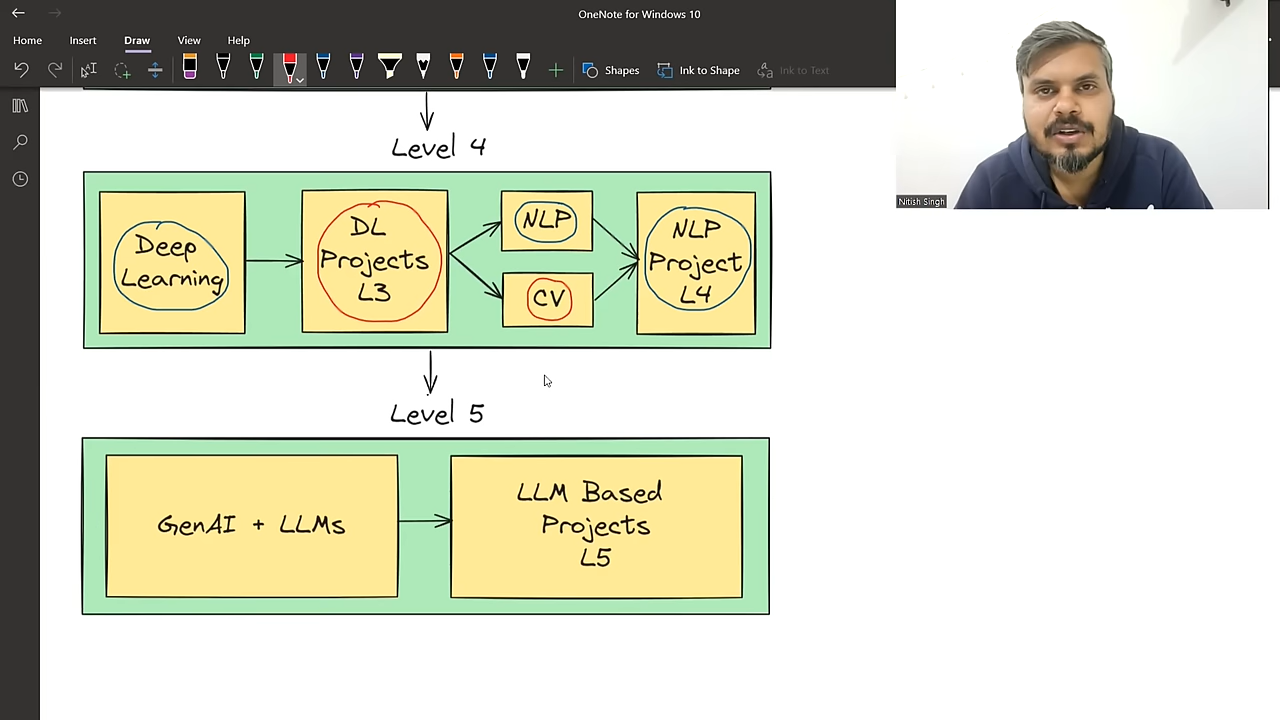 OneNote for Windows 10
Home Insert Draw View Help
Shapes Ink to Shape Ink to Text
Nitish Singh
Level 4
Deep
Learning
DL
Projects
L3
NLP
CV
NLP
Project
L4
Level 5
GenAI + LLMs
LLM Based
Projects
L5